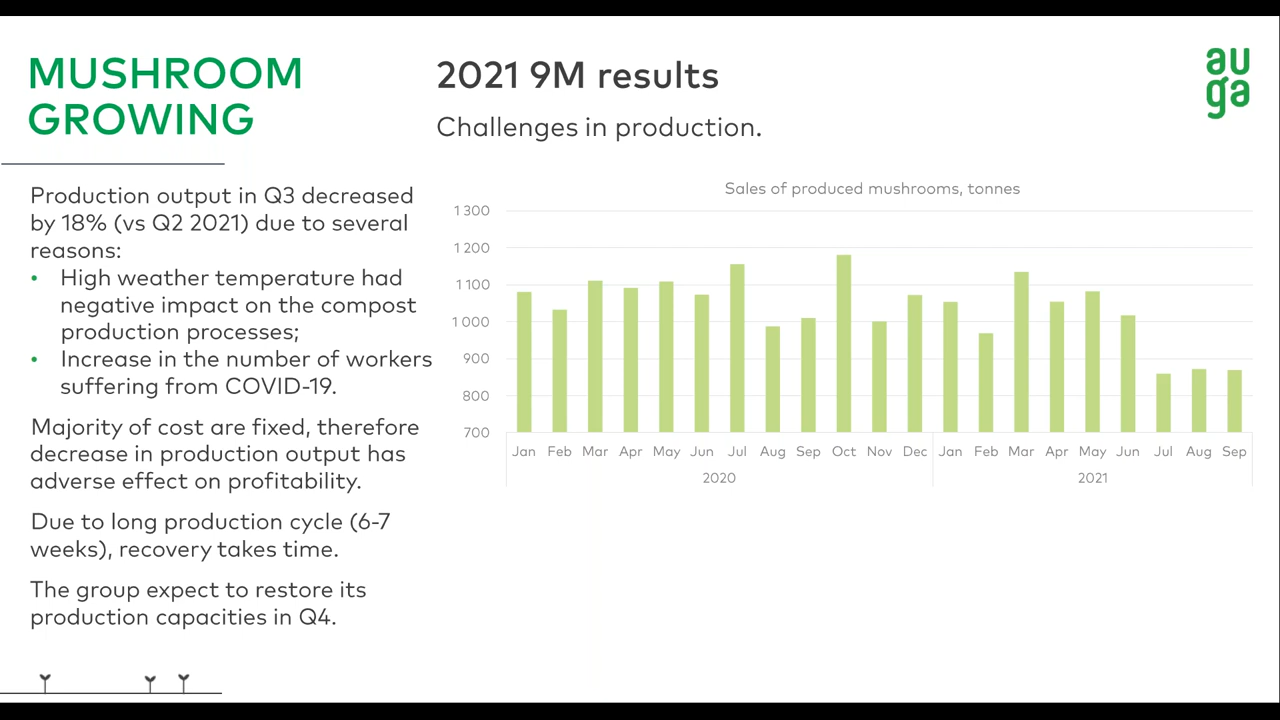 MUSHROOM
GROWING
2021 9M results
Challenges in production.
au
ga
Production output in Q3 decreased
by 18% (vs Q2 2021) due to several
reasons:
• High weather temperature had
negative impact on the compost
production processes;
• Increase in the number of workers
suffering from COVID-19.
Majority of cost are fixed, therefore
decrease in production output has
adverse effect on profitability.
Due to long production cycle (6-7
weeks), recovery takes time.
The group expect to restore its
production capacities in Q4.
Sales of produced mushrooms, tonnes
1 300
1 200
1 100
1 000
900
800
700
Jan Feb Mar Apr May Jun Jul Aug Sep Oct Nov Dec Jan Feb Mar Apr May Jun Jul Aug Sep
2020 2021